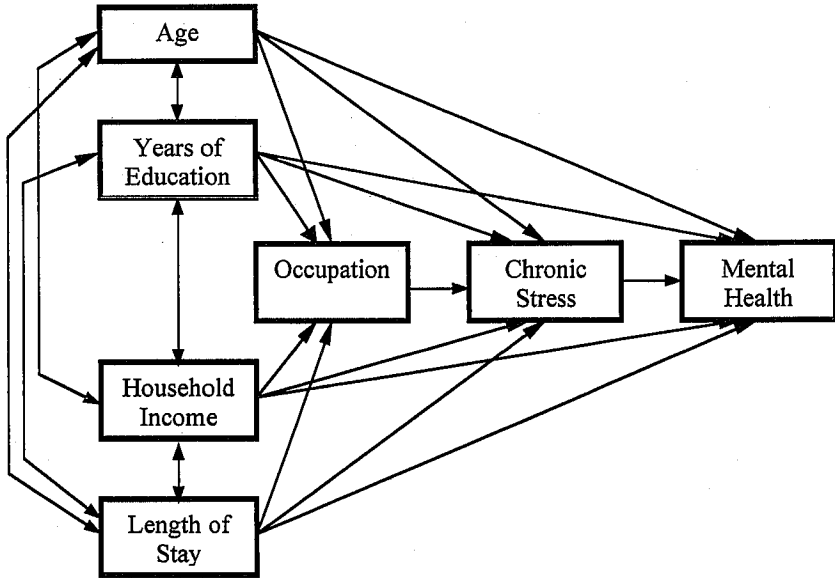 Age
Years of
Education
Occupation
Chronic
Stress
Mental
Health
Household
Income
Length of
Stay